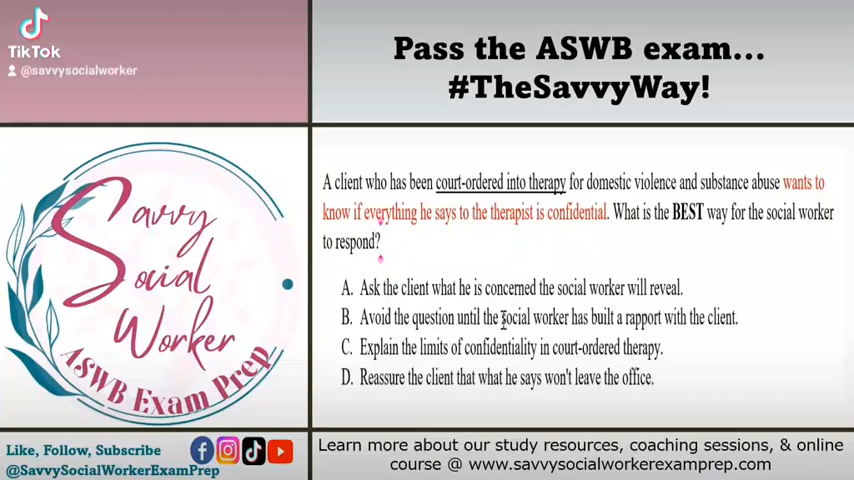 TikTok
@savvysocialworker
Pass the ASWB exam...
#TheSavvyWay!
Savvy
Social
Worker
ASWB Exam Prep
A client who has been court-ordered into therapy for domestic violence and substance abuse wants to
know if everything he says to the therapist is confidential. What is the BEST way for the social worker
to respond?
A. Ask the client what he is concerned the social worker will reveal.
B. Avoid the question until the social worker has built a rapport with the client.
C. Explain the limits of confidentiality in court-ordered therapy.
D. Reassure the client that what he says won't leave the office.
Like, Follow, Subscribe
@SavvySocialWorkerExamPrep
Learn more about our study resources, coaching sessions, & online
course @ www.savvysocialworkerexamprep.com